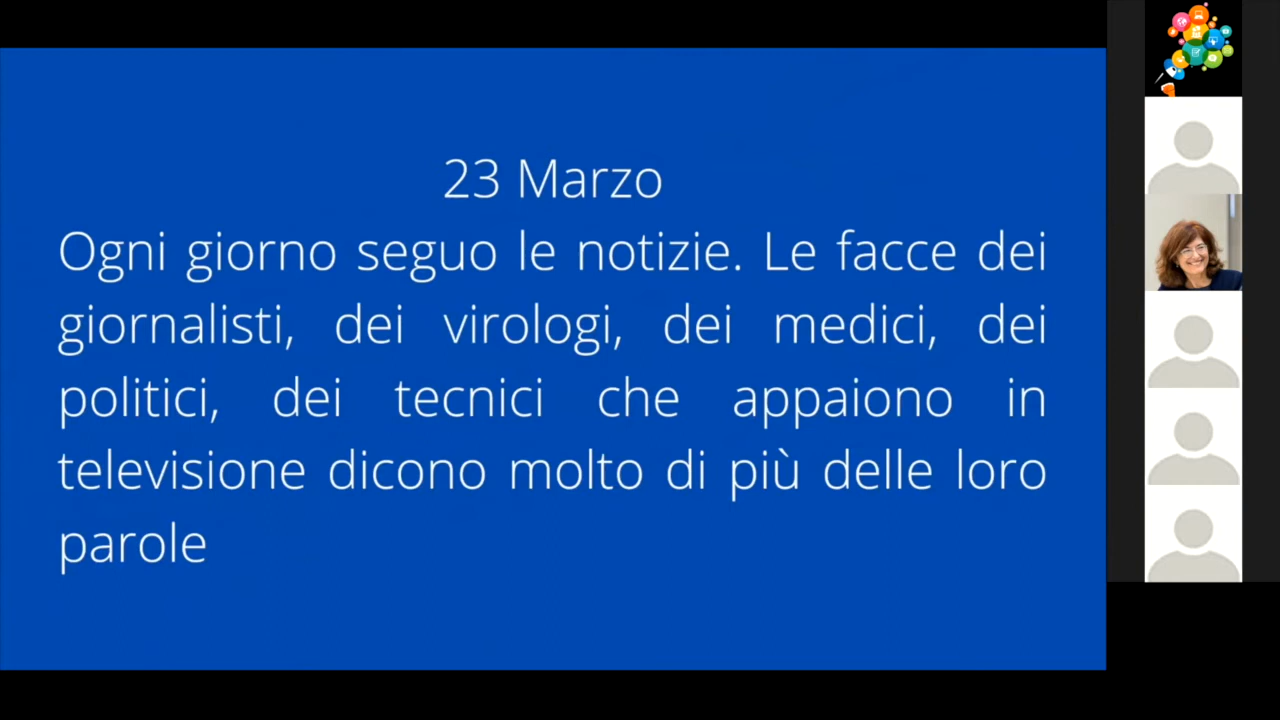 23 Marzo
Ogni giorno seguo le notizie. Le facce dei
giornalisti, dei virologi, dei medici, dei
politici, dei tecnici che appaiono in
televisione dicono molto di più delle loro
parole